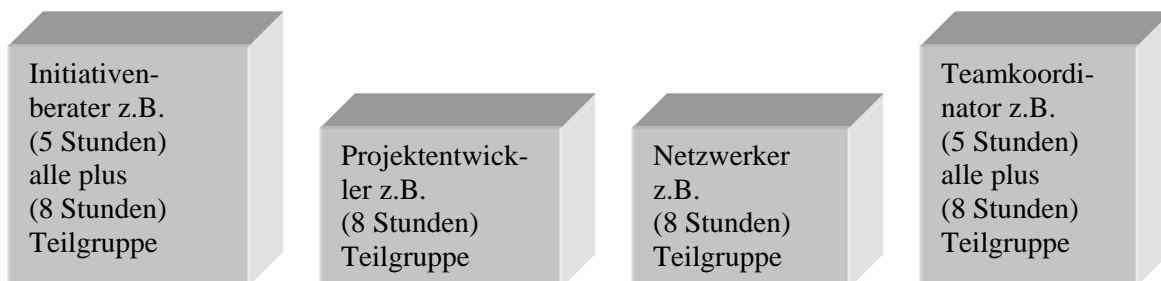 Initiativen-
berater z.B.
(5 Stunden)
alle plus
(8 Stunden)
Teilgruppe
Projektentwick-
ler z.B.
(8 Stunden)
Teilgruppe
Netzwerker
z.B.
(8 Stunden)
Teilgruppe
Teamkoordi-
nator z.B.
(5 Stunden)
alle plus
(8 Stunden)
Teilgruppe